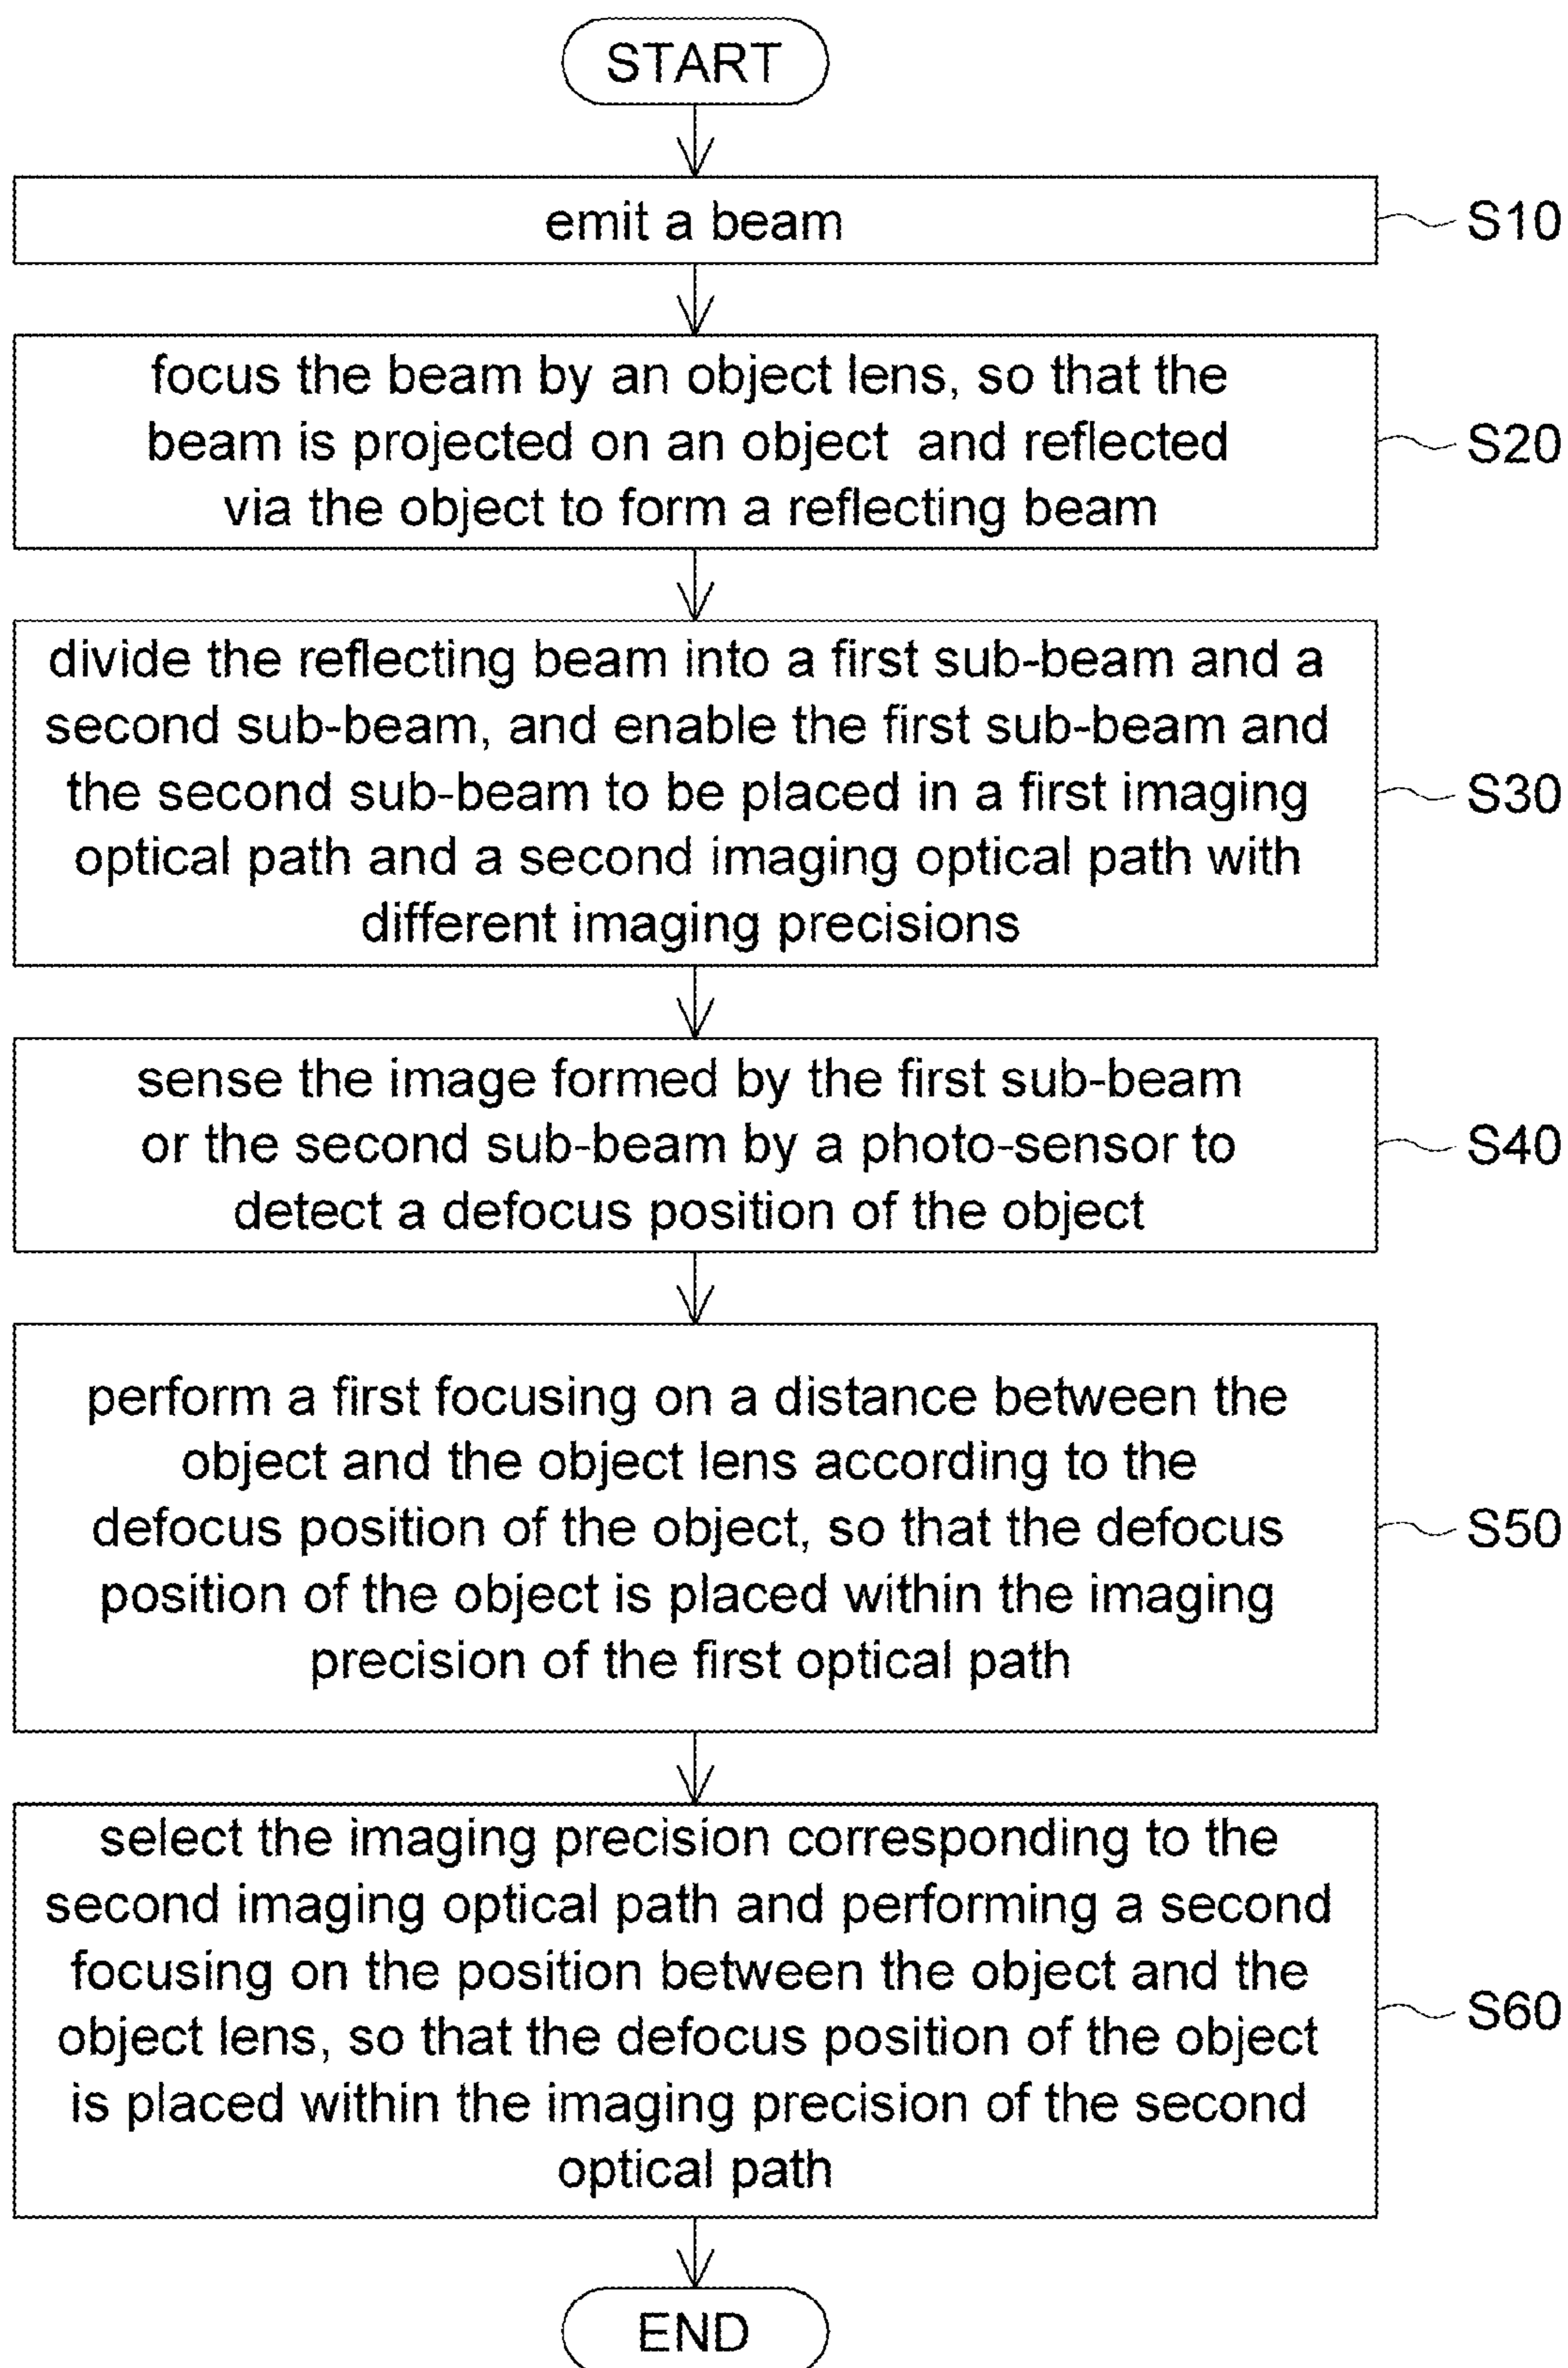 START
emit a beam
S10
focus the beam by an object lens, so that the
beam is projected on an object and reflected
via the object to form a reflecting beam
S20
divide the reflecting beam into a first sub-beam and a
second sub-beam, and enable the first sub-beam and
the second sub-beam to be placed in a first imaging
optical path and a second imaging optical path with
different imaging precisions
S30
sense the image formed by the first sub-beam
or the second sub-beam by a photo-sensor to
detect a defocus position of the object
S40
perform a first focusing on a distance between the
object and the object lens according to the
defocus position of the object, so that the defocus
position of the object is placed within the imaging
precision of the first optical path
S50
select the imaging precision corresponding to the
second imaging optical path and performing a second
focusing on the position between the object and the
object lens, so that the defocus position of the object
is placed within the imaging precision of the second
optical path
S60
END